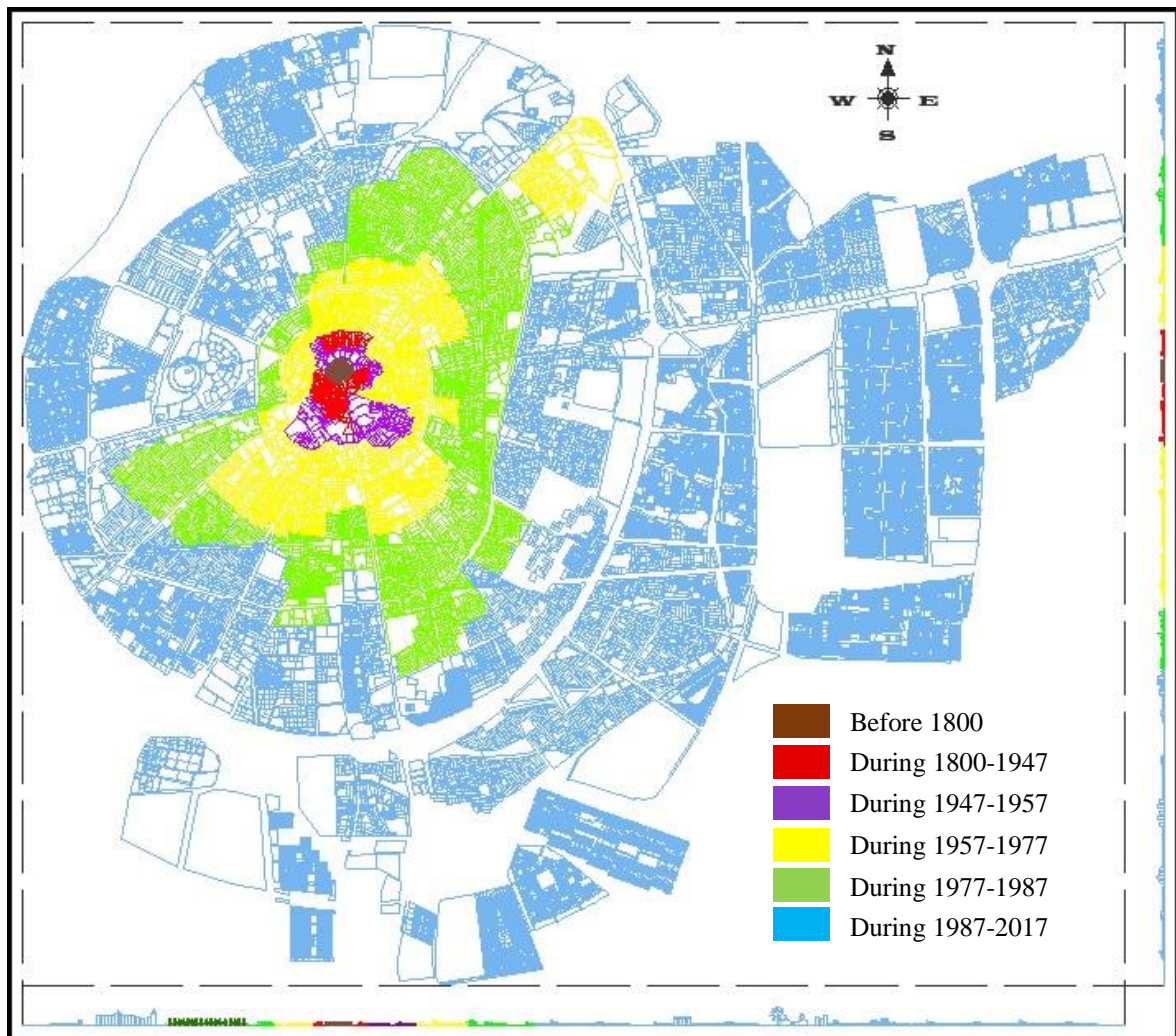 N
W E
S
Before 1800
During 1800-1947
During 1947-1957
During 1957-1977
During 1977-1987
During 1987-2017